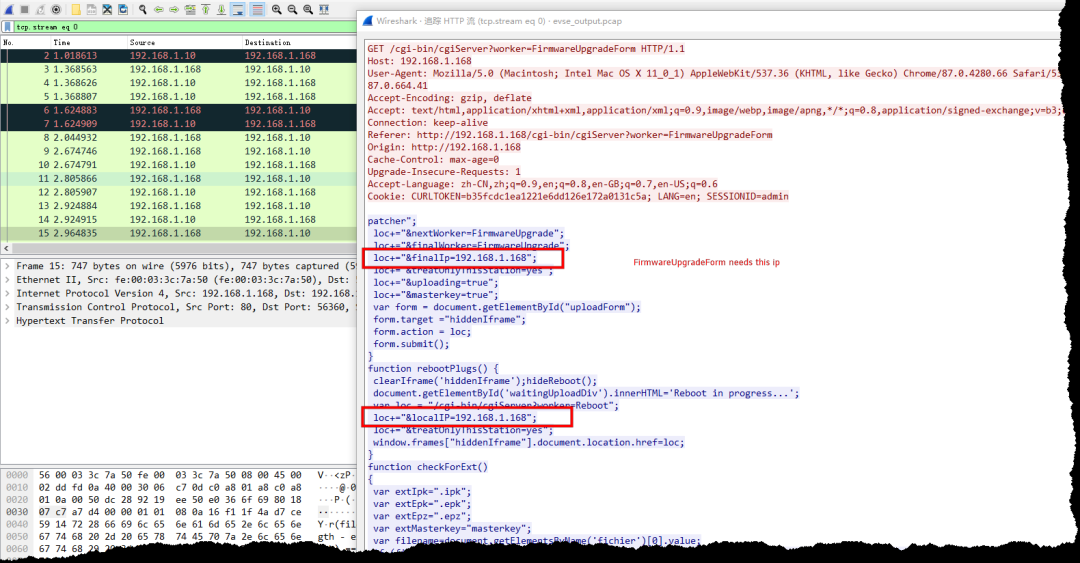 tcp.stream eq 0
No. Time Source Destination
2 1.018613 192.168.1.10 192.168.1.168
3 1.368563 192.168.1.168 192.168.1.10
4 1.368626 192.168.1.10 192.168.1.168
5 1.368807 192.168.1.10 192.168.1.168
6 1.624883 192.168.1.168 192.168.1.10
7 1.624909 192.168.1.10 192.168.1.168
8 2.044932 192.168.1.168 192.168.1.10
9 2.674746 192.168.1.168 192.168.1.10
10 2.674791 192.168.1.10 192.168.1.168
11 2.805866 192.168.1.168 192.168.1.10
12 2.805907 192.168.1.10 192.168.1.168
13 2.924884 192.168.1.168 192.168.1.10
14 2.924915 192.168.1.10 192.168.1.168
15 2.964835 192.168.1.168 192.168.1.10
Frame 15: 747 bytes on wire (5976 bits), 747 bytes captured (5
Ethernet II, Src: fe:00:03:3c:7a:50 (fe:00:03:3c:7a:50), Dst:
Internet Protocol Version 4, Src: 192.168.1.168, Dst: 192.168.
Transmission Control Protocol, Src Port: 80, Dst Port: 56360,
Hypertext Transfer Protocol
0000 56 00 03 3c 7a 50 fe 00 03 3c 7a 50 08 00 45 00 V··<zP·
0010 02 dd fd 0a 40 00 30 06 c7 0d c0 a8 01 a8 c0 a8 ····@·0
0020 01 0a 00 50 dc 28 92 19 ee 50 e0 36 6f 69 80 18 ···P·(·
0030 07 c7 a7 d4 00 00 01 01 08 0a 16 f1 1f 4a d7 ce
0040 59 14 72 28 66 69 6c 65 6e 61 6d 65 2e 6c 65 6e Y·r(fil
0050 67 74 68 20 2d 20 65 78 74 45 70 7a 2e 6c 65 6e gth - e
0060
Wireshark · 追踪 HTTP 流 (tcp.stream eq 0) · evse_output.pcap
GET /cgi-bin/cgiServer?worker=FirmwareUpgradeForm HTTP/1.1
Host: 192.168.1.168
User-Agent: Mozilla/5.0 (Macintosh; Intel Mac OS X 11_0_1) AppleWebKit/537.36 (KHTML, like Gecko) Chrome/87.0.4280.66 Safari/5
87.0.664.41
Accept-Encoding: gzip, deflate
Accept: text/html,application/xhtml+xml,application/xml;q=0.9,image/webp,image/apng,*/*;q=0.8,application/signed-exchange;v=b3;
Connection: keep-alive
Referer: http://192.168.1.168/cgi-bin/cgiServer?worker=FirmwareUpgradeForm
Origin: http://192.168.1.168
Cache-Control: max-age=0
Upgrade-Insecure-Requests: 1
Accept-Language: zh-CN,zh;q=0.9,en;q=0.8,en-GB;q=0.7,en-US;q=0.6
Cookie: CURLTOKEN=b35fcdc1ea1221e6dd126e172a0131c5a; LANG=en; SESSIONID=admin
patcher";
loc+="&nextWorker=FirmwareUpgrade";
loc+="&finalWorker=FirmwareUpgrade";
loc+="&finalIp=192.168.1.168";
FirmwareUpgradeForm needs this ip
loc+="&treatOnlyThisStation=yes";
loc+="&uploading=true";
loc+="&masterkey=true";
var form = document.getElementById("uploadForm");
form.target ="hiddenIframe";
form.action = loc;
form.submit();
}
function rebootPlugs() {
clearIframe('hiddenIframe');hideReboot();
document.getElementById('waitingUploadDiv').innerHTML='Reboot in progress...';
var loc = "/cgi-bin/cgiServer?worker=Reboot";
loc+="&localIP=192.168.1.168";
loc+="&treatOnlyThisStation=yes";
window.frames["hiddenIframe"].document.location.href=loc;
}
function checkForExt()
{
var extIpk=".ipk";
var extEpk=".epk";
var extEpz=".epz";
var extMasterkey="masterkey";
var filename=document.getElementsByName('fichier')[0].value;